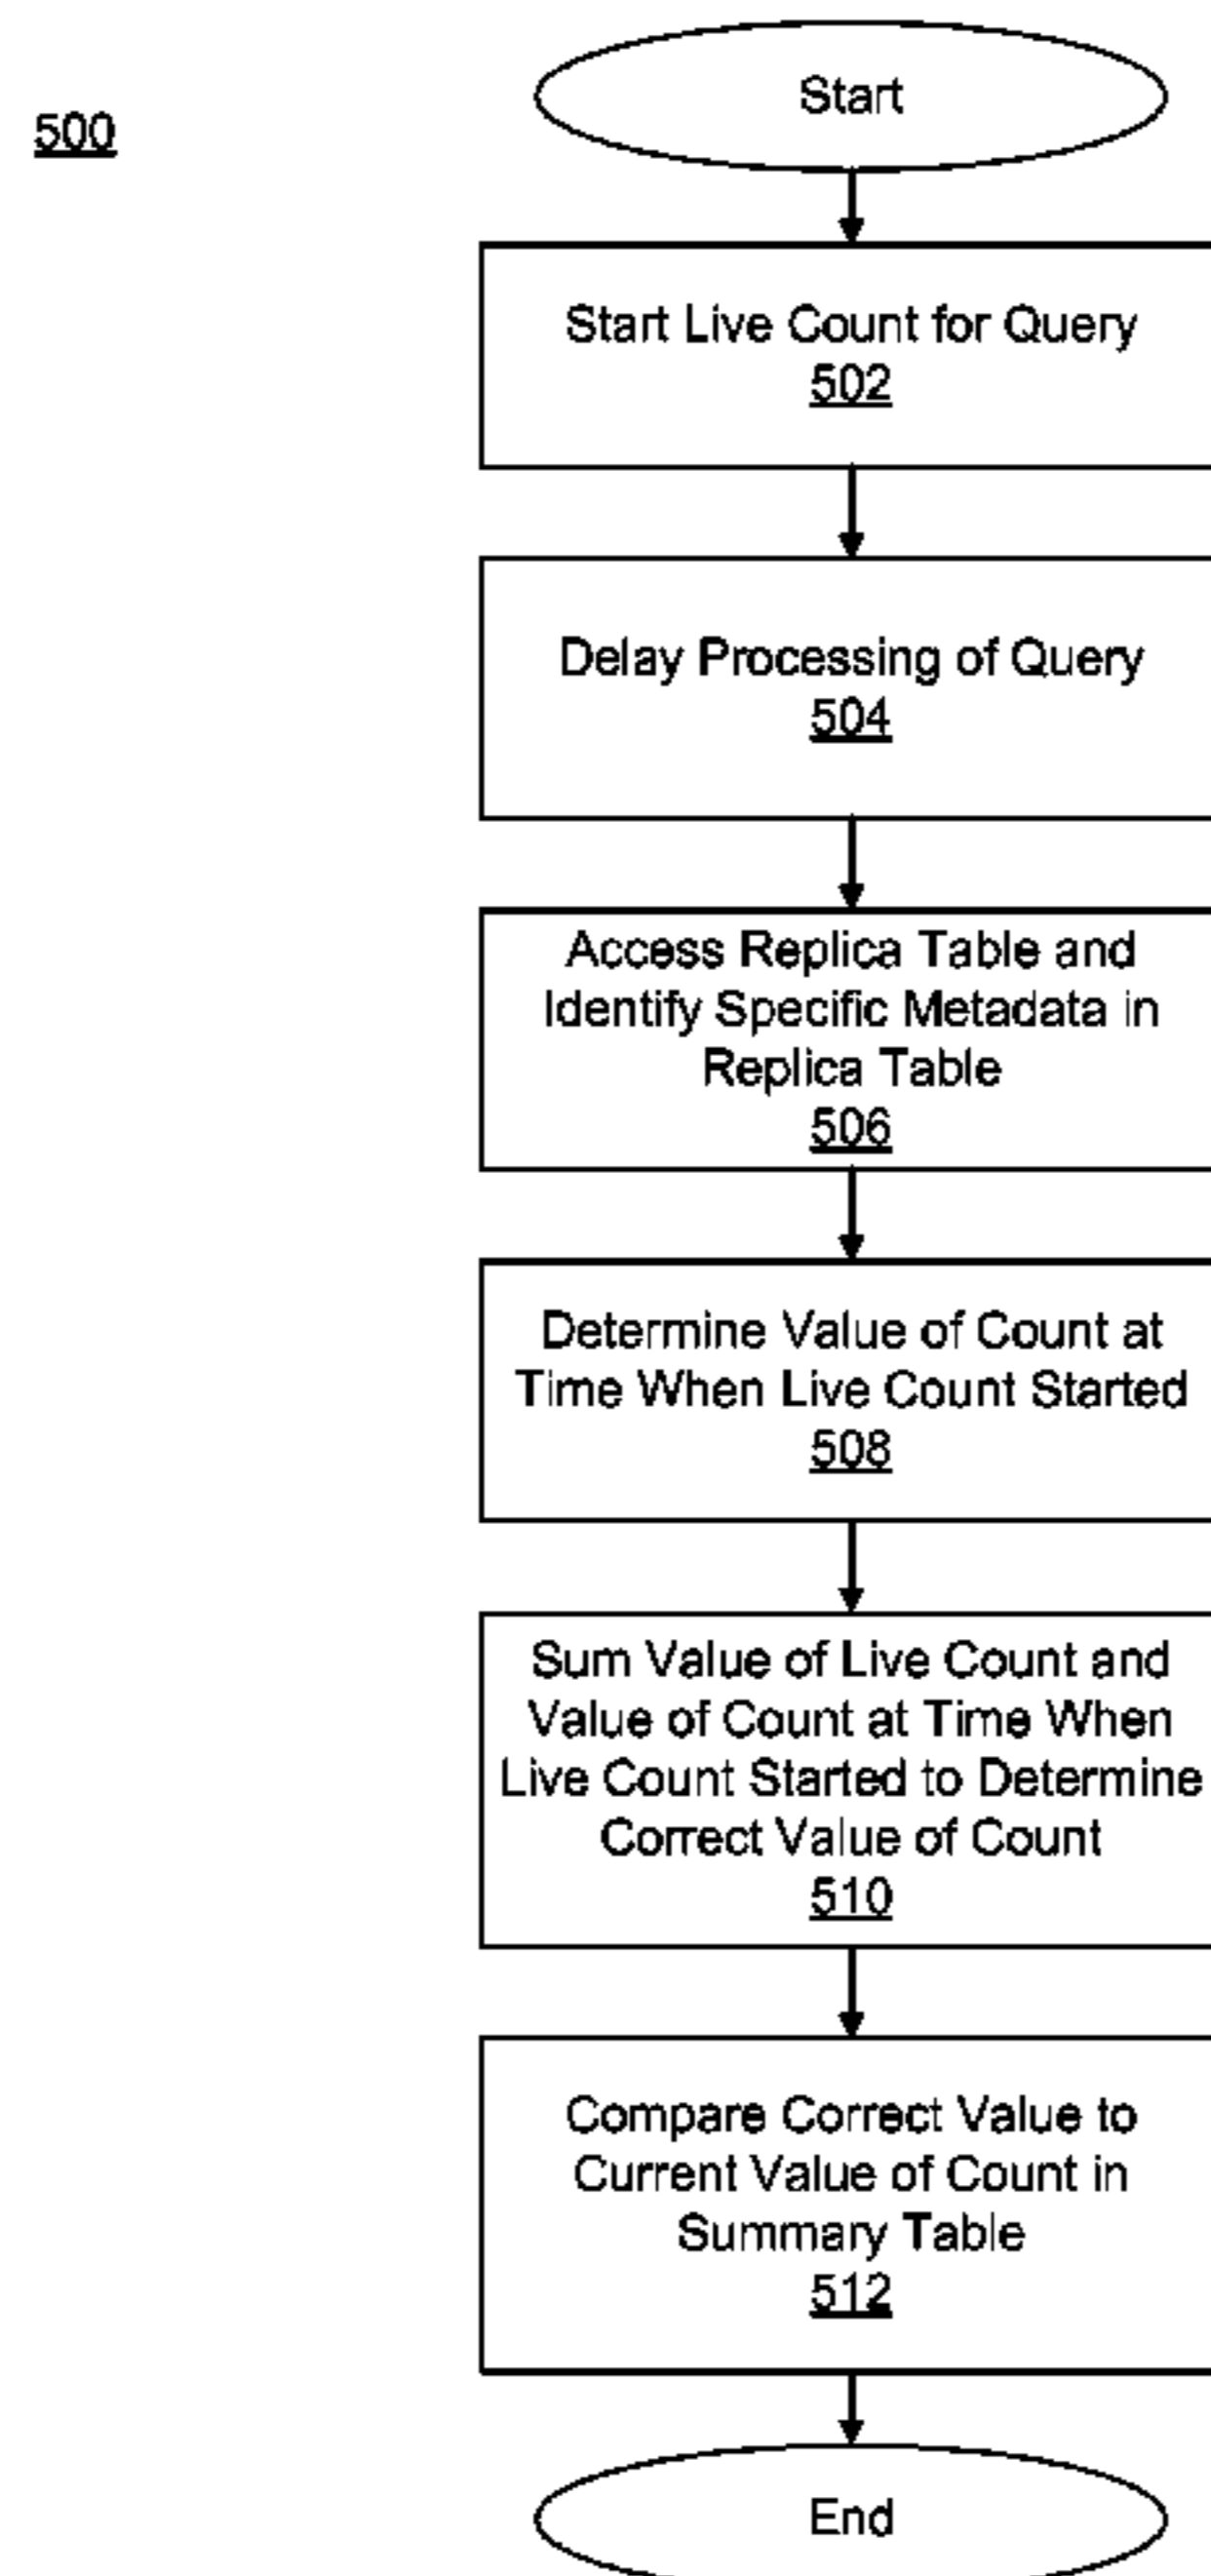 500
Start
Start Live Count for Query
502
Delay Processing of Query
504
Access Replica Table and
Identify Specific Metadata in
Replica Table
506
Determine Value of Count at
Time When Live Count Started
508
Sum Value of Live Count and
Value of Count at Time When
Live Count Started to Determine
Correct Value of Count
510
Compare Correct Value to
Current Value of Count in
Summary Table
512
End